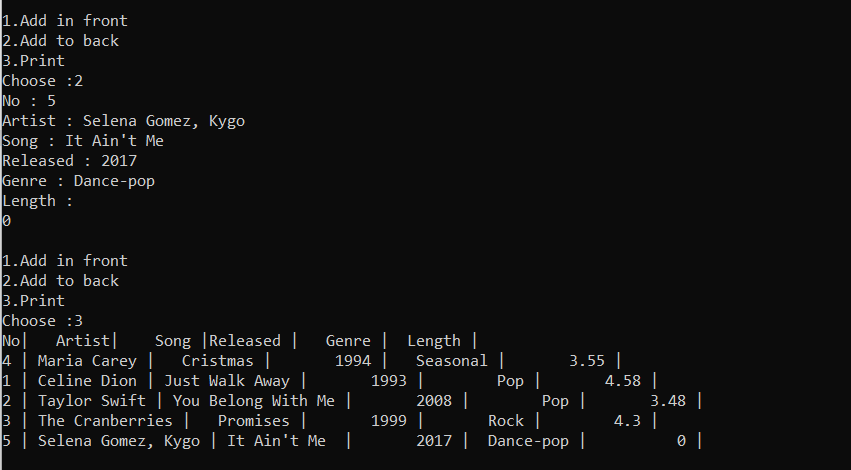 1.Add in front
2.Add to back
3.Print
Choose :2
No : 5
Artist : Selena Gomez, Kygo
Song : It Ain't Me
Released : 2017
Genre : Dance-pop
Length :
0
1.Add in front
2.Add to back
3.Print
Choose :3
No|   Artist|    Song |Released |   Genre |  Length |
4 | Maria Carey |   Cristmas |       1994 |   Seasonal |       3.55 |
1 | Celine Dion | Just Walk Away |       1993 |        Pop |       4.58 |
2 | Taylor Swift | You Belong With Me |       2008 |        Pop |       3.48 |
3 | The Cranberries |   Promises |       1999 |       Rock |        4.3 |
5 | Selena Gomez, Kygo | It Ain't Me  |       2017 |  Dance-pop |          0 |